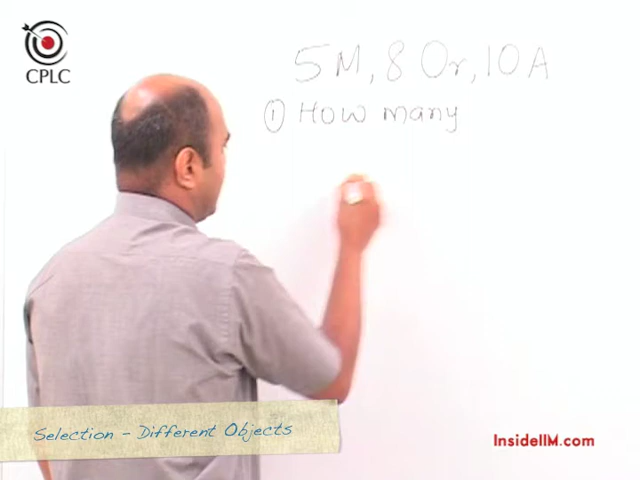 CPLC
5M, 8 Or, 10 A
① How many
Selection - Different Objects
InsideIIM.com